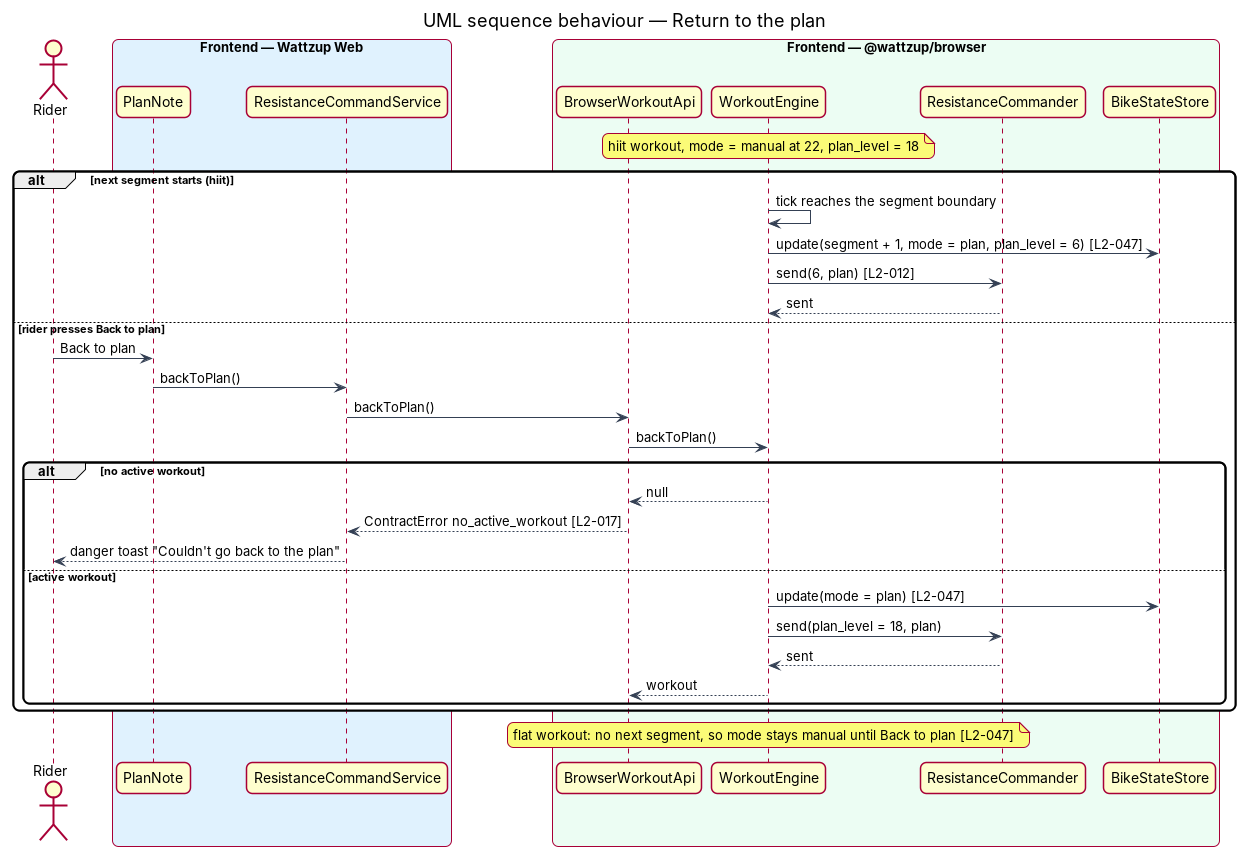 UML sequence behaviour — Return to the plan
Frontend — Wattzup Web
Frontend — @wattzup/browser
Rider
PlanNote
ResistanceCommandService
BrowserWorkoutApi
WorkoutEngine
ResistanceCommander
BikeStateStore
hiit workout, mode = manual at 22, plan_level = 18
alt
[next segment starts (hiit)]
tick reaches the segment boundary
update(segment + 1, mode = plan, plan_level = 6) [L2-047]
send(6, plan) [L2-012]
sent
[rider presses Back to plan]
Back to plan
backToPlan()
backToPlan()
backToPlan()
alt
[no active workout]
null
ContractError no_active_workout [L2-017]
danger toast "Couldn't go back to the plan"
[active workout]
update(mode = plan) [L2-047]
send(plan_level = 18, plan)
sent
workout
flat workout: no next segment, so mode stays manual until Back to plan [L2-047]
Rider
PlanNote
ResistanceCommandService
BrowserWorkoutApi
WorkoutEngine
ResistanceCommander
BikeStateStore